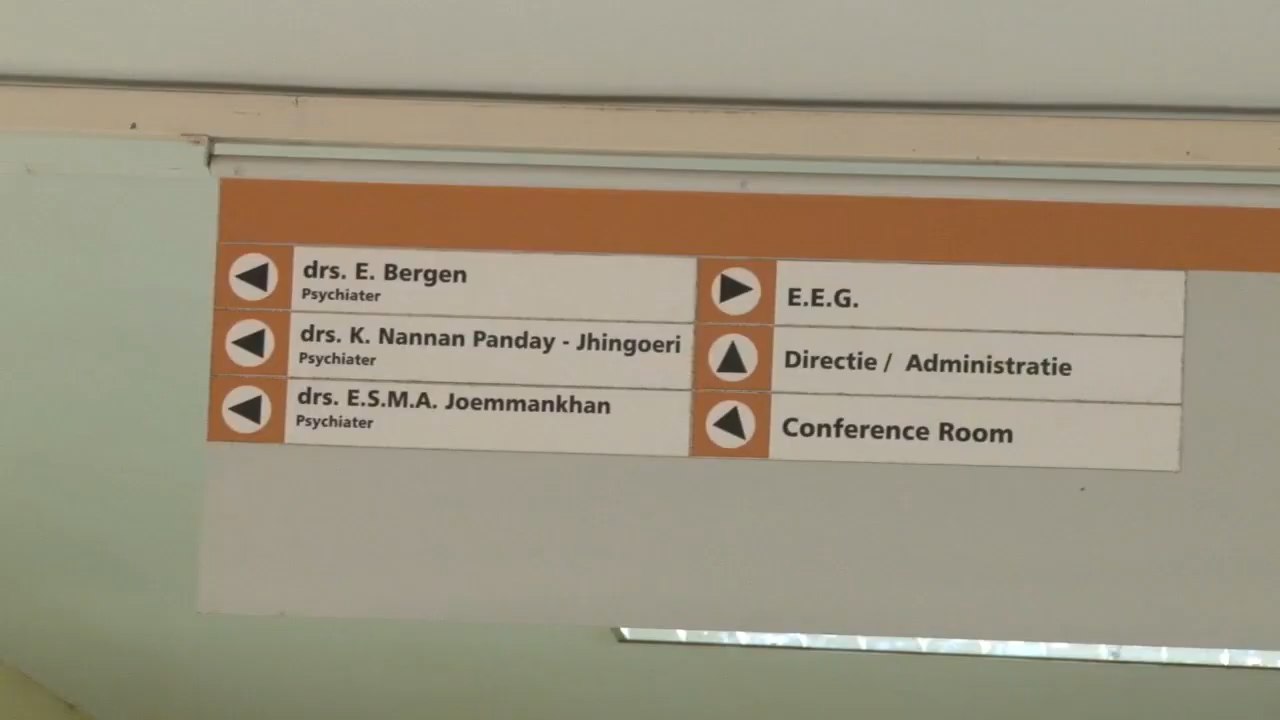 drs. E. Bergen
Psychiater
drs. K. Nannan Panday - Jhingoeri
Psychiater
drs. E.S.M.A. Joemmankhan
Psychiater
E.E.G.
Directie / Administratie
Conference Room